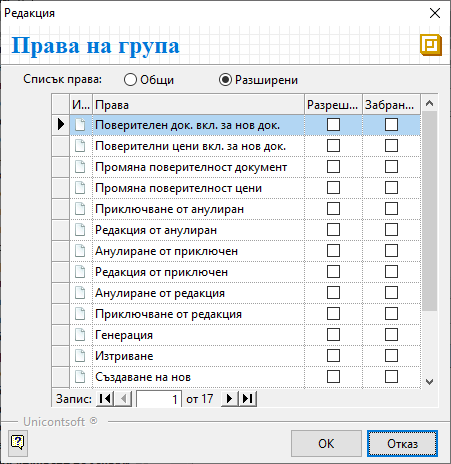 Редакция
Права на група
Списък права: Общи Разширени
И... Права Разреш... Забран...
Поверителен док. вкл. за нов док.
Поверителни цени вкл. за нов док.
Промяна поверителност документ
Промяна поверителност цени
Приключване от анулиран
Редакция от анулиран
Анулиране от приключен
Редакция от приключен
Анулиране от редакция
Приключване от редакция
Генерация
Изтриване
Създаване на нов
Запис: 1 от 17
Unicontsoft ®
? ОК Отказ